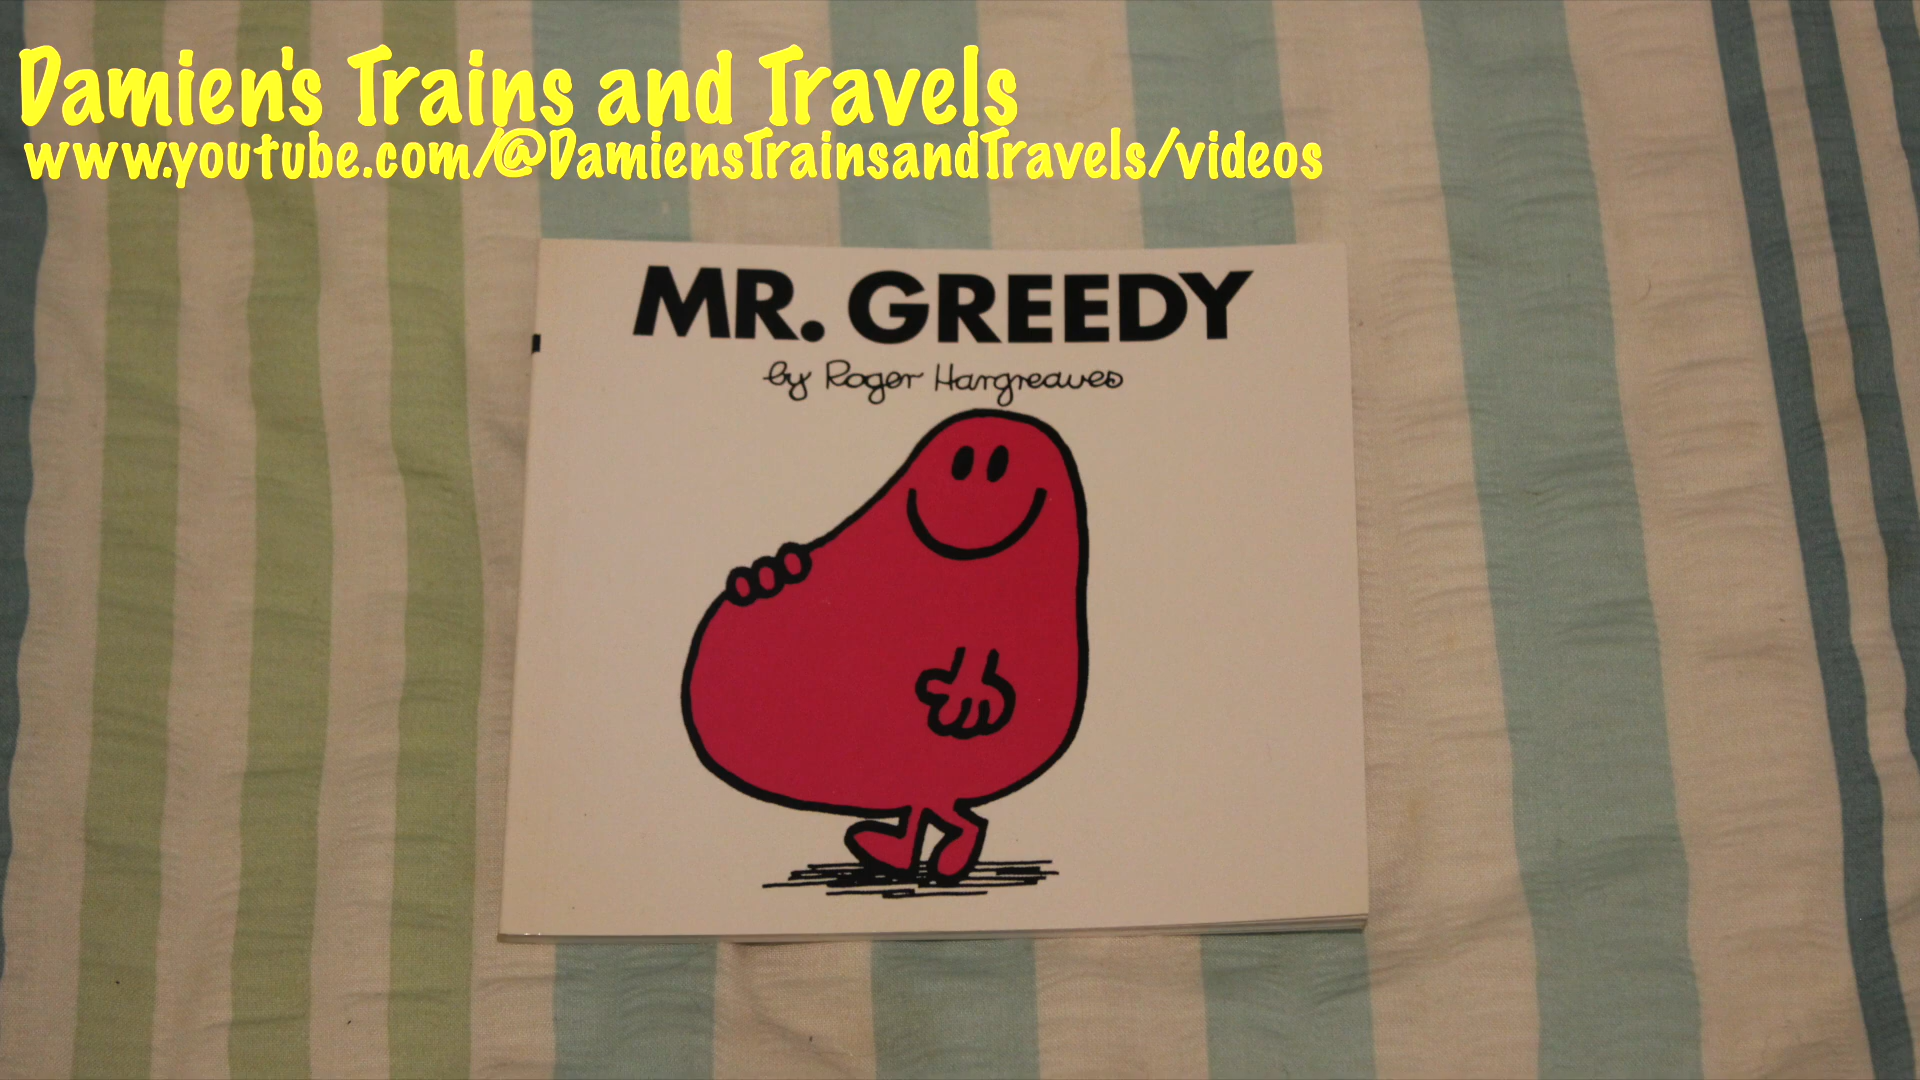 Damien's Trains and Travels
www.youtube.com/@DamiensTrainsandTravels/videos
MR. GREEDY
by Roger Hargreaves